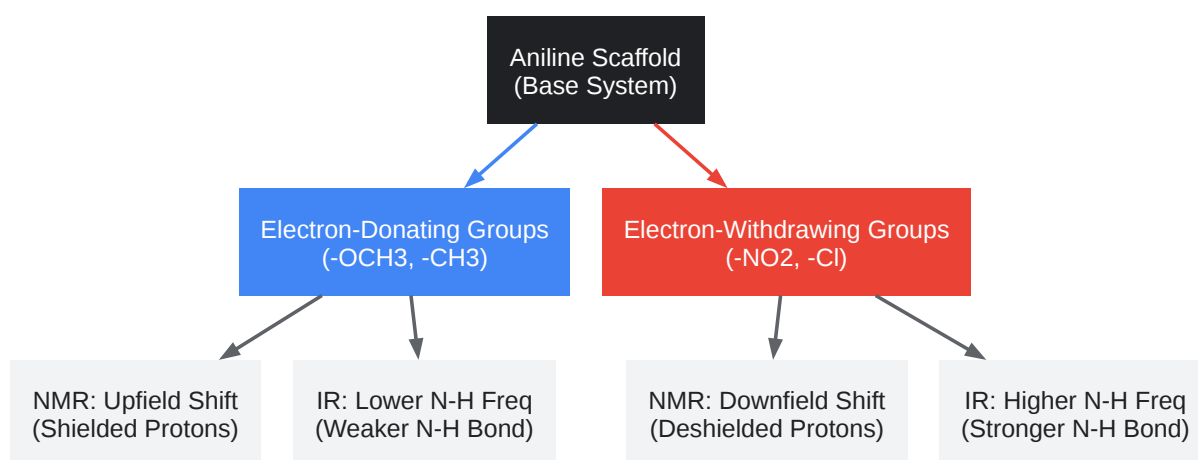 Aniline Scaffold
(Base System)
Electron-Donating Groups
(-OCH3, -CH3)
Electron-Withdrawing Groups
(-NO2, -Cl)
NMR: Upfield Shift
(Shielded Protons)
IR: Lower N-H Freq
(Weaker N-H Bond)
NMR: Downfield Shift
(Deshielded Protons)
IR: Higher N-H Freq
(Stronger N-H Bond)